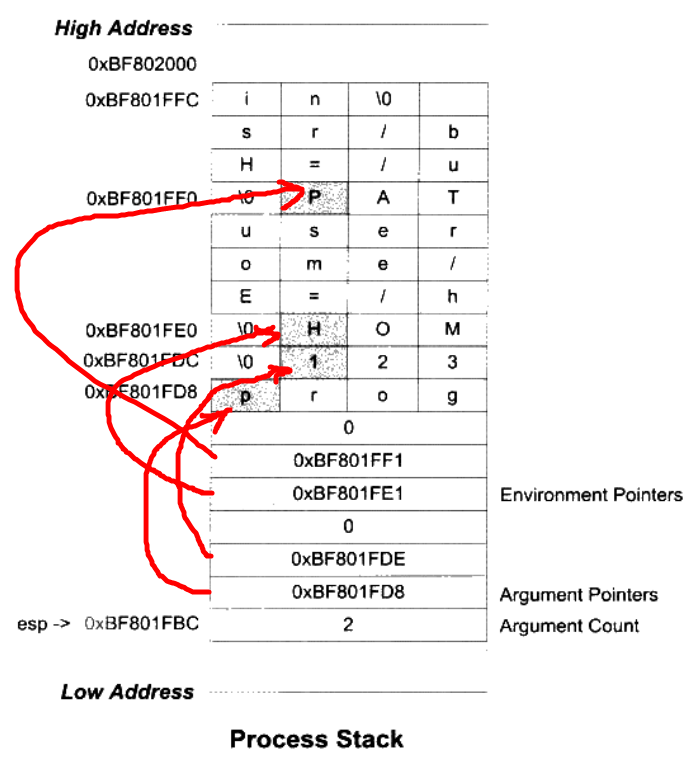 High Address
0xBF802000
0xBF801FFC i n \0
s r / b
H = / u
0xBF801FF0 \0 P A T
u s e r
o m e /
E = / h
0xBF801FE0 \0 H O M
0xBF801FDC \0 1 2 3
0xBF801FD8 p r o g
0
0xBF801FF1
0xBF801FE1 Environment Pointers
0
0xBF801FDE
0xBF801FD8 Argument Pointers
esp -> 0xBF801FBC 2 Argument Count
Low Address
Process Stack